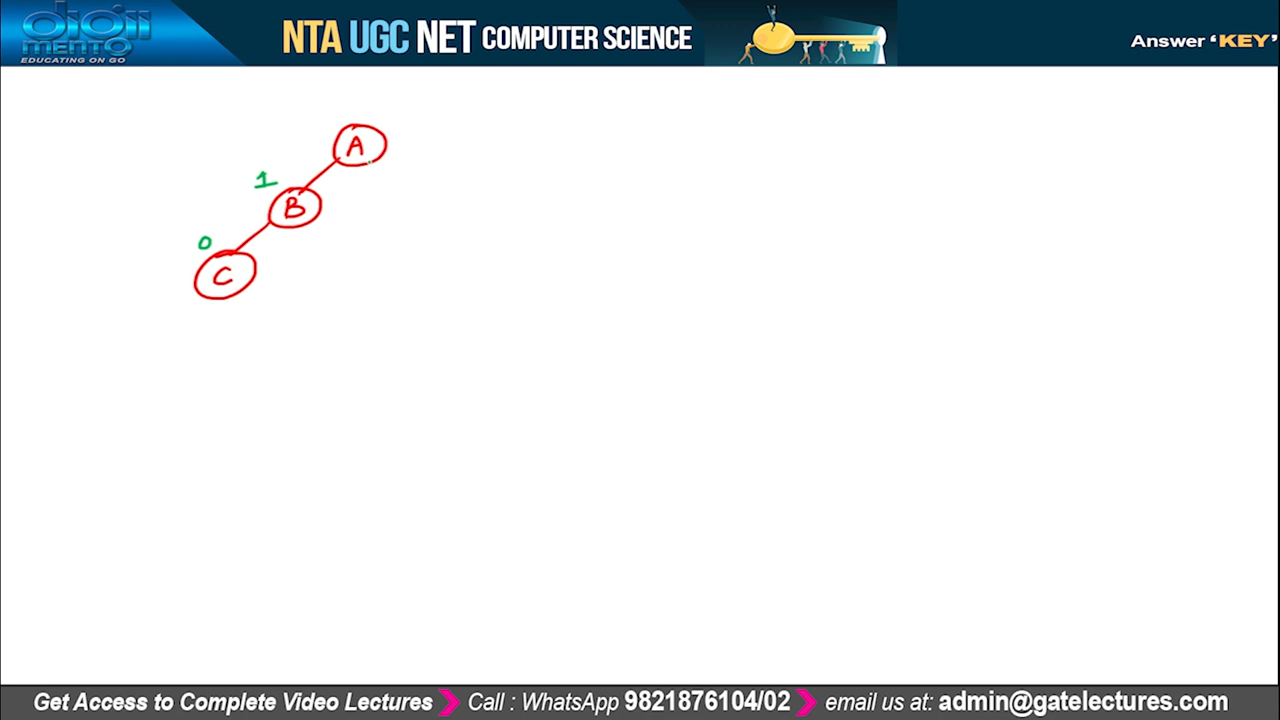 digii
MENTO
EDUCATING ON GO
NTA UGC NET COMPUTER SCIENCE
Answer ‘KEY’
A
1
B
0
C
Get Access to Complete Video Lectures Call : WhatsApp 9821876104/02 email us at: admin@gatelectures.com